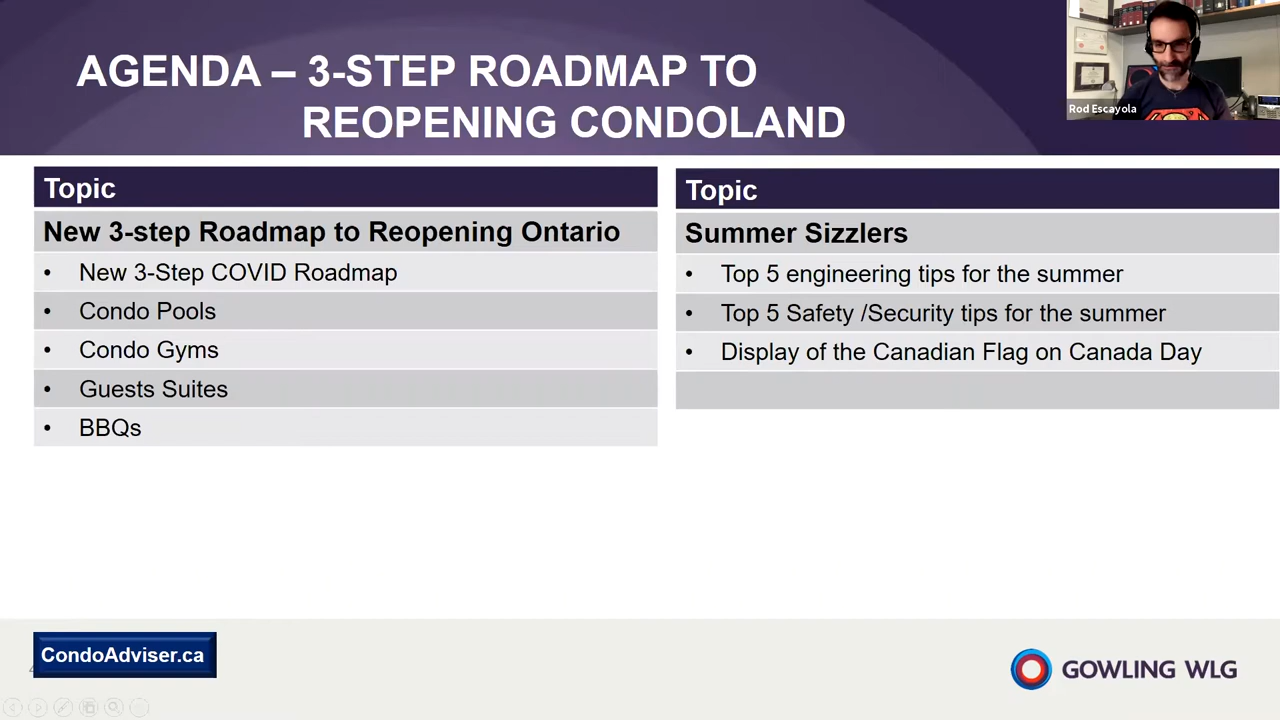 AGENDA – 3-STEP ROADMAP TO
REOPENING CONDOLAND
Rod Escayola
Topic
New 3-step Roadmap to Reopening Ontario
• New 3-Step COVID Roadmap
• Condo Pools
• Condo Gyms
• Guests Suites
• BBQs
Topic
Summer Sizzlers
• Top 5 engineering tips for the summer
• Top 5 Safety /Security tips for the summer
• Display of the Canadian Flag on Canada Day
CondoAdviser.ca
GOWLING WLG